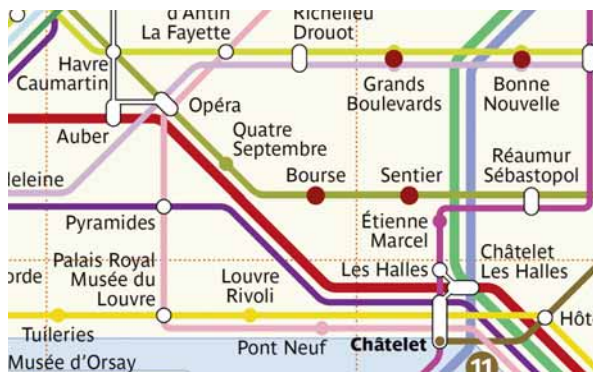 d'Antin
La Fayette
Richelieu
Drouot
Havre
Caumartin
Grands
Boulevards
Bonne
Nouvelle
Opéra
Auber
Quatre
Septembre
Réaumur
Sébastopol
Bourse
Sentier
deleine
Pyramides
Étienne
Marcel
Palais Royal
Musée du
Louvre
Louvre
Rivoli
Les Halles
Châtelet
Les Halles
orde
Tuileries
Pont Neuf
Châtelet
Hôte
Musée d'Orsay
11